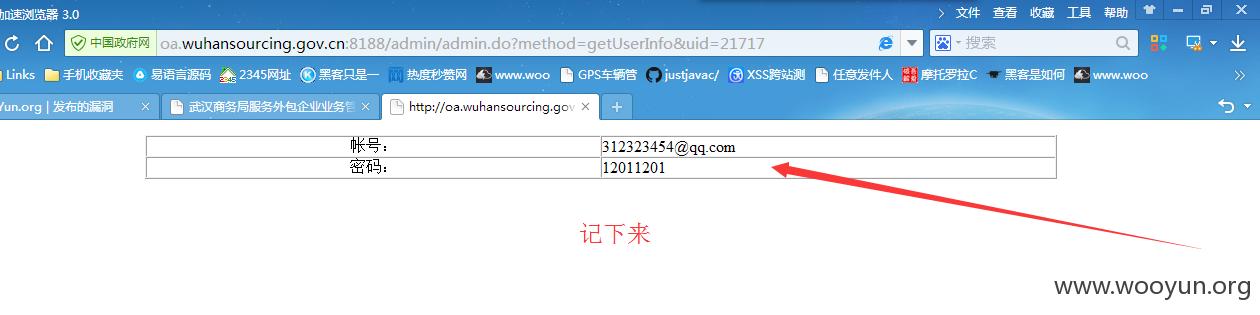 加速浏览器 3.0
文件 查看 收藏 工具 帮助
中国政府网 oa.wuhansourcing.gov.cn:8188/admin/admin.do?method=getUserInfo&uid=21717 搜索
Links 手机收藏夹 易语言源码 2345网址 黑客只是一 热度秒赞网 www.woo GPS车辆管 justjavac/ XSS跨站测 任意发件人 摩托罗拉C 黑客是如何 www.woo
Yun.org | 发布的漏洞 武汉商务局服务外包企业业务管 http://oa.wuhansourcing.gov
帐号： 312323454@qq.com
密码： 12011201
记下来
www.wooyun.org